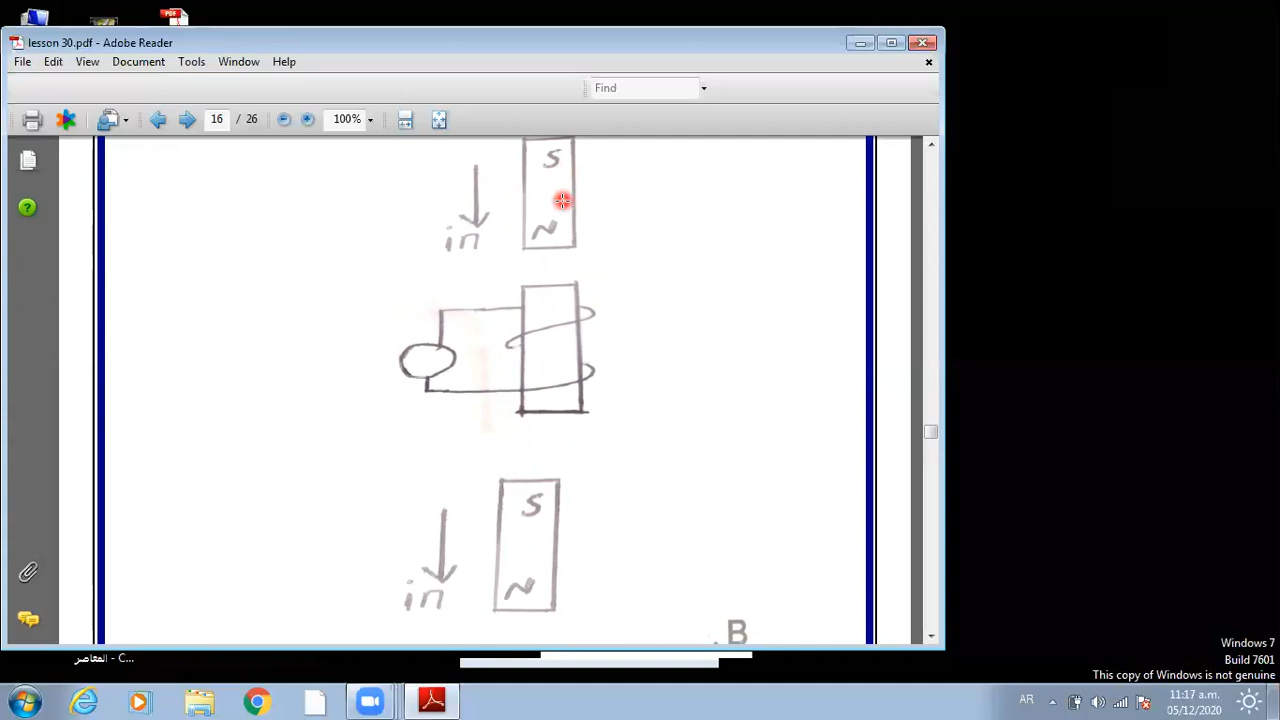 lesson 30.pdf - Adobe Reader
File Edit View Document Tools Window Help
Find
16 / 26
100%
S
N
in
S
N
in
. B
المعاصر - C...
Windows 7
Build 7601
This copy of Windows is not genuine
AR
11:17 a.m.
05/12/2020